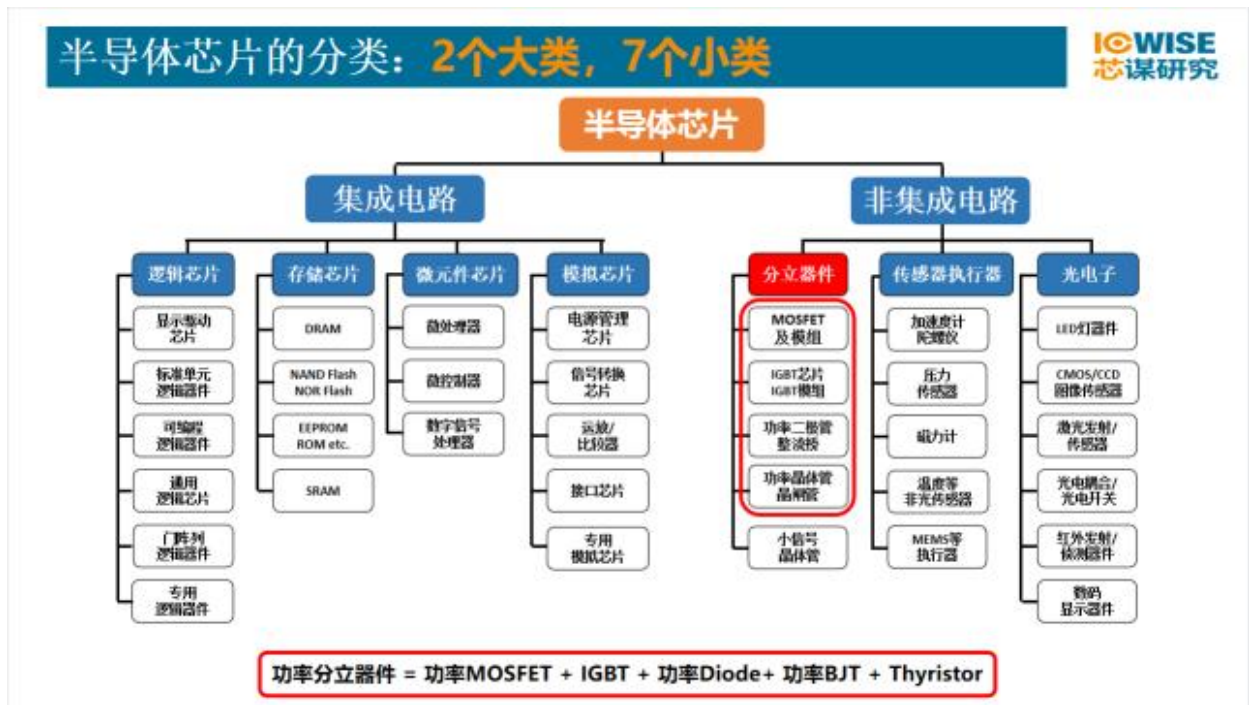 半导体芯片的分类：2个大类，7个小类
ICWISE
芯谋研究
半导体芯片
集成电路
非集成电路
逻辑芯片
存储芯片
微元件芯片
模拟芯片
分立器件
传感器执行器
光电子
显示驱动
芯片
标准单元
逻辑器件
可编程
逻辑器件
通用
逻辑芯片
门阵列
逻辑器件
专用
逻辑器件
DRAM
NAND Flash
NOR Flash
EEPROM
ROM etc.
SRAM
微处理器
微控制器
数字信号
处理器
电源管理
芯片
信号转换
芯片
运放/
比较器
接口芯片
专用
模拟芯片
MOSFET
及模组
IGBT芯片
IGBT模组
功率二极管
整流桥
功率晶体管
晶闸管
小信号
晶体管
加速度计
陀螺仪
压力
传感器
磁力计
温度等
非光传感器
MEMS等
执行器
LED灯器件
CMOS/CCD
图像传感器
激光发射/
传感器
光电耦合/
光电开关
红外发射/
侦测器件
数码
显示器件
功率分立器件 = 功率MOSFET + IGBT + 功率Diode+ 功率BJT + Thyristor